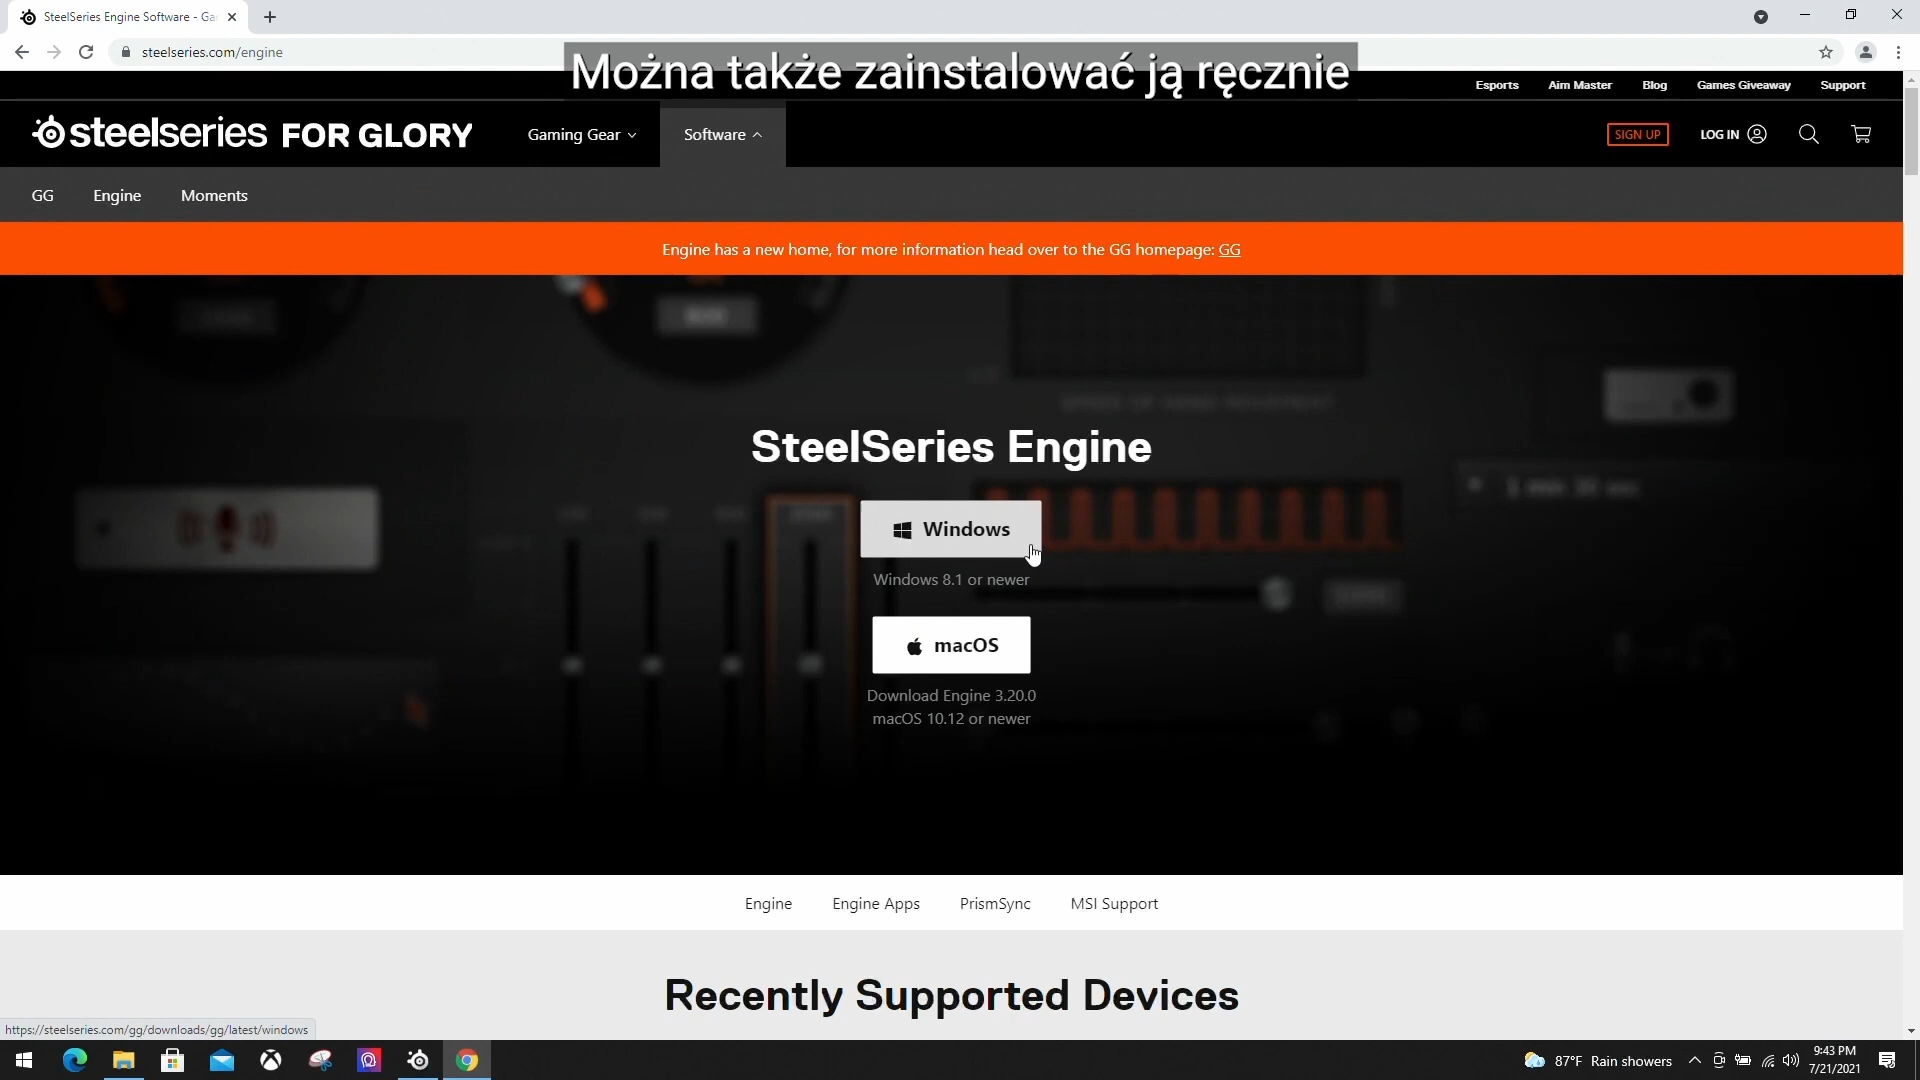 SteelSeries Engine Software - Ga
steelseries.com/engine
Można także zainstalować ją ręcznie
Esports Aim Master Blog Games Giveaway Support
steelseries FOR GLORY Gaming Gear Software SIGN UP LOG IN
GG Engine Moments
Engine has a new home, for more information head over to the GG homepage: GG
SteelSeries Engine
Windows
Windows 8.1 or newer
macOS
Download Engine 3.20.0
macOS 10.12 or newer
Engine Engine Apps PrismSync MSI Support
Recently Supported Devices
https://steelseries.com/gg/downloads/gg/latest/windows
87°F Rain showers
9:43 PM
7/21/2021